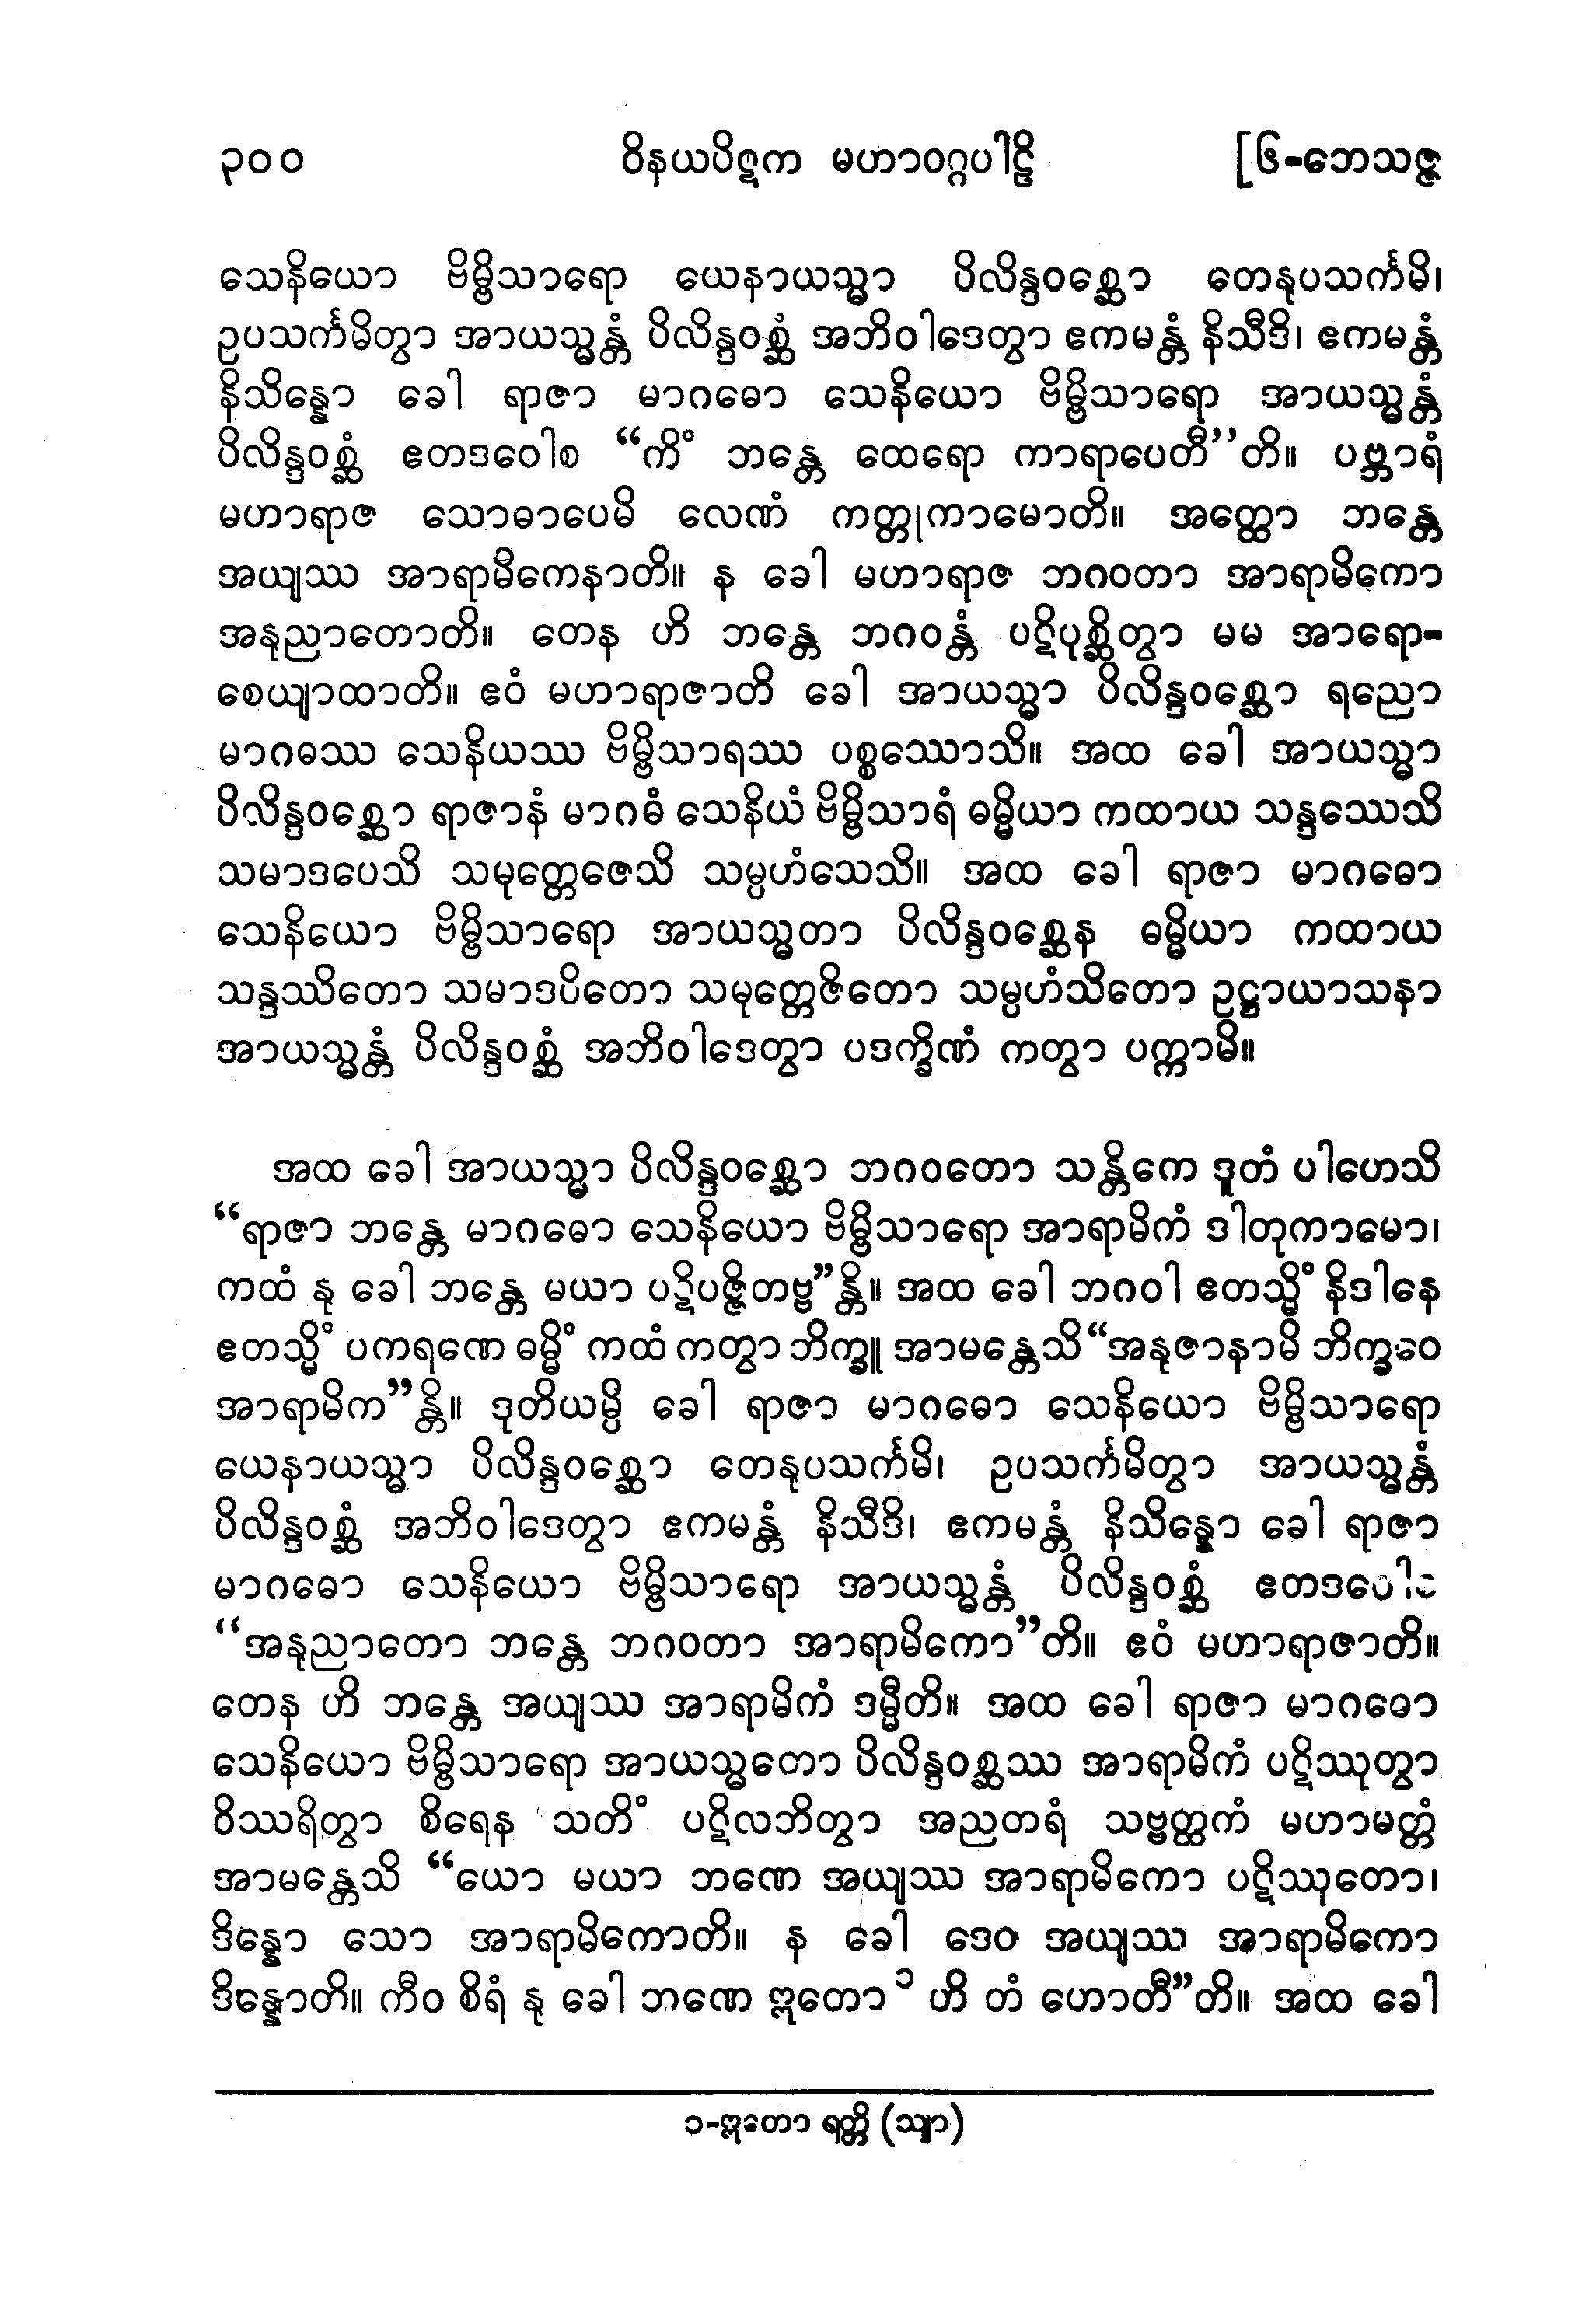 ၃၀၀ ဝိနယပိဋက မဟာဝဂ္ဂပါဠိ [၆-ဘေသဇ္ဇ
သေနိယော ဗိမ္ဗိသာရော ယေနာယသ္မာ ပိလိန္ဒဝစ္ဆော တေနုပသင်္ကမိ၊
ဥပသင်္ကမိတွာ အာယသ္မန္တံ ပိလိန္ဒဝစ္ဆံ အဘိဝါဒေတွာ ဧကမန္တံ နိသီဒိ၊ ဧကမန္တံ
နိသိန္နော ခေါ ရာဇာ မာဂဓော သေနိယော ဗိမ္ဗိသာရော အာယသ္မန္တံ
ပိလိန္ဒဝစ္ဆံ ဧတဒဝေါစ “ကိံ ဘန္တေ ထေရော ကာရာပေတီ’’တိ။ ပဗ္ဘာရံ
မဟာရာဇ သောဓာပေမိ လေဏံ ကတ္တုကာမောတိ။ အတ္ထော ဘန္တေ
အယျဿ အာရာမိကေနာတိ။ န ခေါ မဟာရာဇ ဘဂဝတာ အာရာမိကော
အနုညာတောတိ။ တေန ဟိ ဘန္တေ ဘဂဝန္တံ ပဋိပုစ္ဆိတွာ မမ အာရော-
စေယျာထာတိ။ ဧဝံ မဟာရာဇာတိ ခေါ အာယသ္မာ ပိလိန္ဒဝစ္ဆော ရညော
မာဂဓဿ သေနိယဿ ဗိမ္ဗိသာရဿ ပစ္စဿောသိ။ အထ ခေါ အာယသ္မာ
ပိလိန္ဒဝစ္ဆော ရာဇာနံ မာဂဓံ သေနိယံ ဗိမ္ဗိသာရံ ဓမ္မိယာ ကထာယ သန္ဒဿေသိ
သမာဒပေသိ သမုတ္တေဇေသိ သမ္ပဟံသေသိ။ အထ ခေါ ရာဇာ မာဂဓော
သေနိယော ဗိမ္ဗိသာရော အာယသ္မတာ ပိလိန္ဒဝစ္ဆေန ဓမ္မိယာ ကထာယ
သန္ဒဿိတော သမာဒပိတော သမုတ္တေဇိတော သမ္ပဟံသိတော ဥဋ္ဌာယာသနာ
အာယသ္မန္တံ ပိလိန္ဒဝစ္ဆံ အဘိဝါဒေတွာ ပဒက္ခိဏံ ကတွာ ပက္ကာမိ။
အထ ခေါ အာယသ္မာ ပိလိန္ဒဝစ္ဆော ဘဂဝတော သန္တိကေ ဒူတံ ပါဟေသိ
“ရာဇာ ဘန္တေ မာဂဓော သေနိယော ဗိမ္ဗိသာရော အာရာမိကံ ဒါတုကာမော၊
ကထံ နု ခေါ ဘန္တေ မယာ ပဋိပဇ္ဇိတဗ္ဗ”န္တိ။ အထ ခေါ ဘဂဝါ ဧတသ္မိံ နိဒါနေ
ဧတသ္မိံ ပကရဏေ ဓမ္မိံ ကထံ ကတွာ ဘိက္ခူ အာမန္တေသိ “အနုဇာနာမိ ဘိက္ခဝေ
အာရာမိက”န္တိ။ ဒုတိယမ္ပိ ခေါ ရာဇာ မာဂဓော သေနိယော ဗိမ္ဗိသာရော
ယေနာယသ္မာ ပိလိန္ဒဝစ္ဆော တေနုပသင်္ကမိ၊ ဥပသင်္ကမိတွာ အာယသ္မန္တံ
ပိလိန္ဒဝစ္ဆံ အဘိဝါဒေတွာ ဧကမန္တံ နိသီဒိ၊ ဧကမန္တံ နိသိန္နော ခေါ ရာဇာ
မာဂဓော သေနိယော ဗိမ္ဗိသာရော အာယသ္မန္တံ ပိလိန္ဒဝစ္ဆံ ဧတဒဝေါစ
“အနုညာတော ဘန္တေ ဘဂဝတာ အာရာမိကော”တိ။ ဧဝံ မဟာရာဇာတိ။
တေန ဟိ ဘန္တေ အယျဿ အာရာမိကံ ဒမ္မီတိ။ အထ ခေါ ရာဇာ မာဂဓော
သေနိယော ဗိမ္ဗိသာရော အာယသ္မတော ပိလိန္ဒဝစ္ဆဿ အာရာမိကံ ပဋိဿုတွာ
ဝိဿရိတွာ စိရေန သတိံ ပဋိလဘိတွာ အညတရံ သဗ္ဗတ္ထကံ မဟာမတ္တံ
အာမန္တေသိ “ယော မယာ ဘဏေ အယျဿ အာရာမိကော ပဋိဿုတော၊
ဒိန္နော သော အာရာမိကောတိ။ န ခေါ ဒေဝ အယျဿ အာရာမိကော
ဒိန္နောတိ။ ကီဝ စိရံ နု ခေါ ဘဏေ ဣတော ၁ ဟိ တံ ဟောတီ”တိ။ အထ ခေါ
၁-ဣတော ရတ္တိ (သျာ)